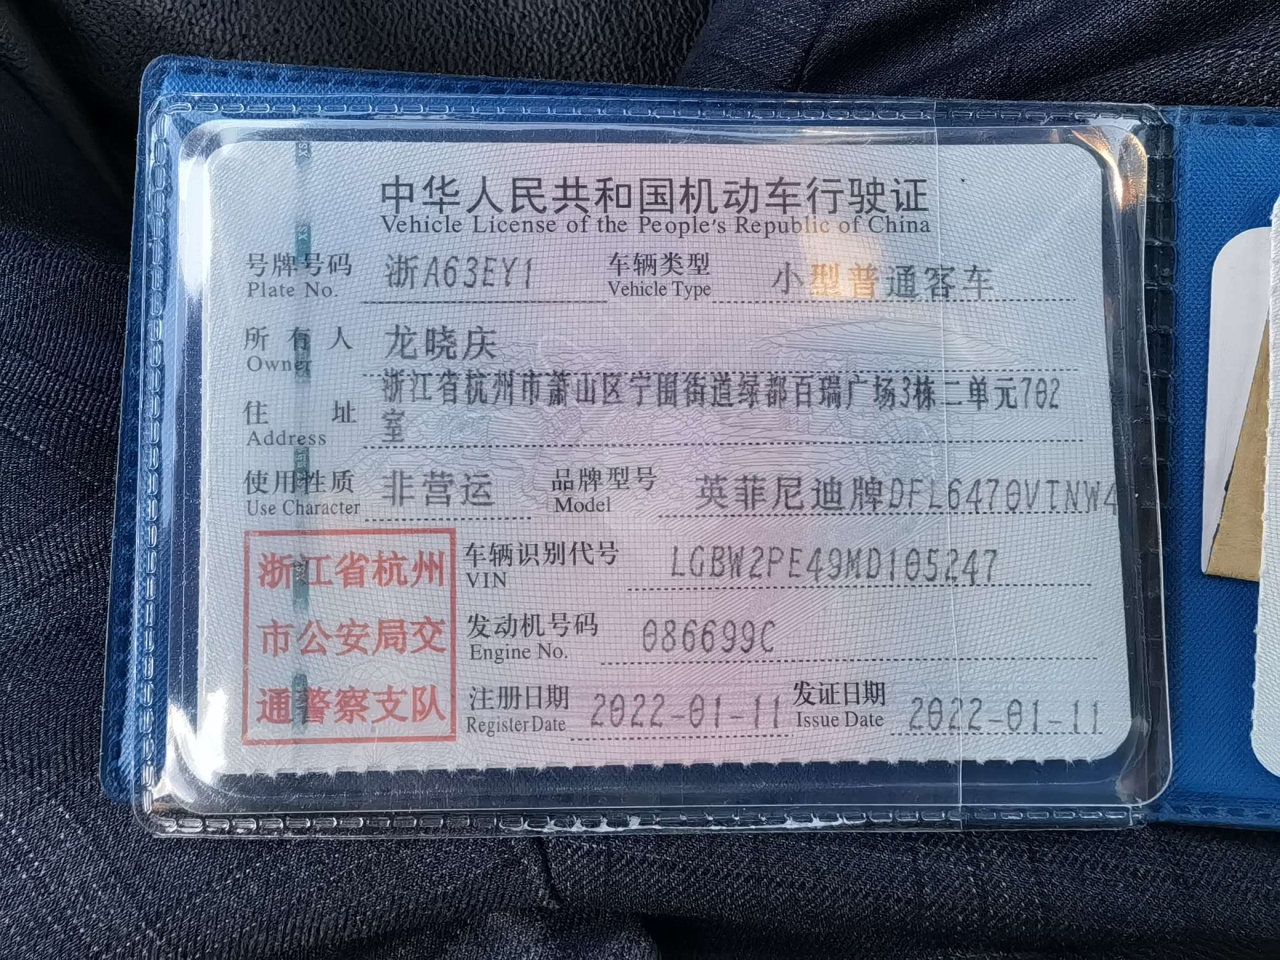 中华人民共和国机动车行驶证
Vehicle License of the People's Republic of China
号牌号码 浙A63EY1 车辆类型 小型普通客车
Plate No. Vehicle Type
所有人 龙晓庆
Owner
浙江省杭州市萧山区宁围街道绿都百瑞广场3栋二单元702
住址 室
Address
使用性质 非营运 品牌型号 英菲尼迪牌DFL6470VINW4
Use Character Model
浙江省杭州
市公安局交
通警察支队
车辆识别代号 LGBW2PE49MD105247
VIN
发动机号码 086699C
Engine No.
注册日期 2022-01-11 发证日期 2022-01-11
Register Date Issue Date